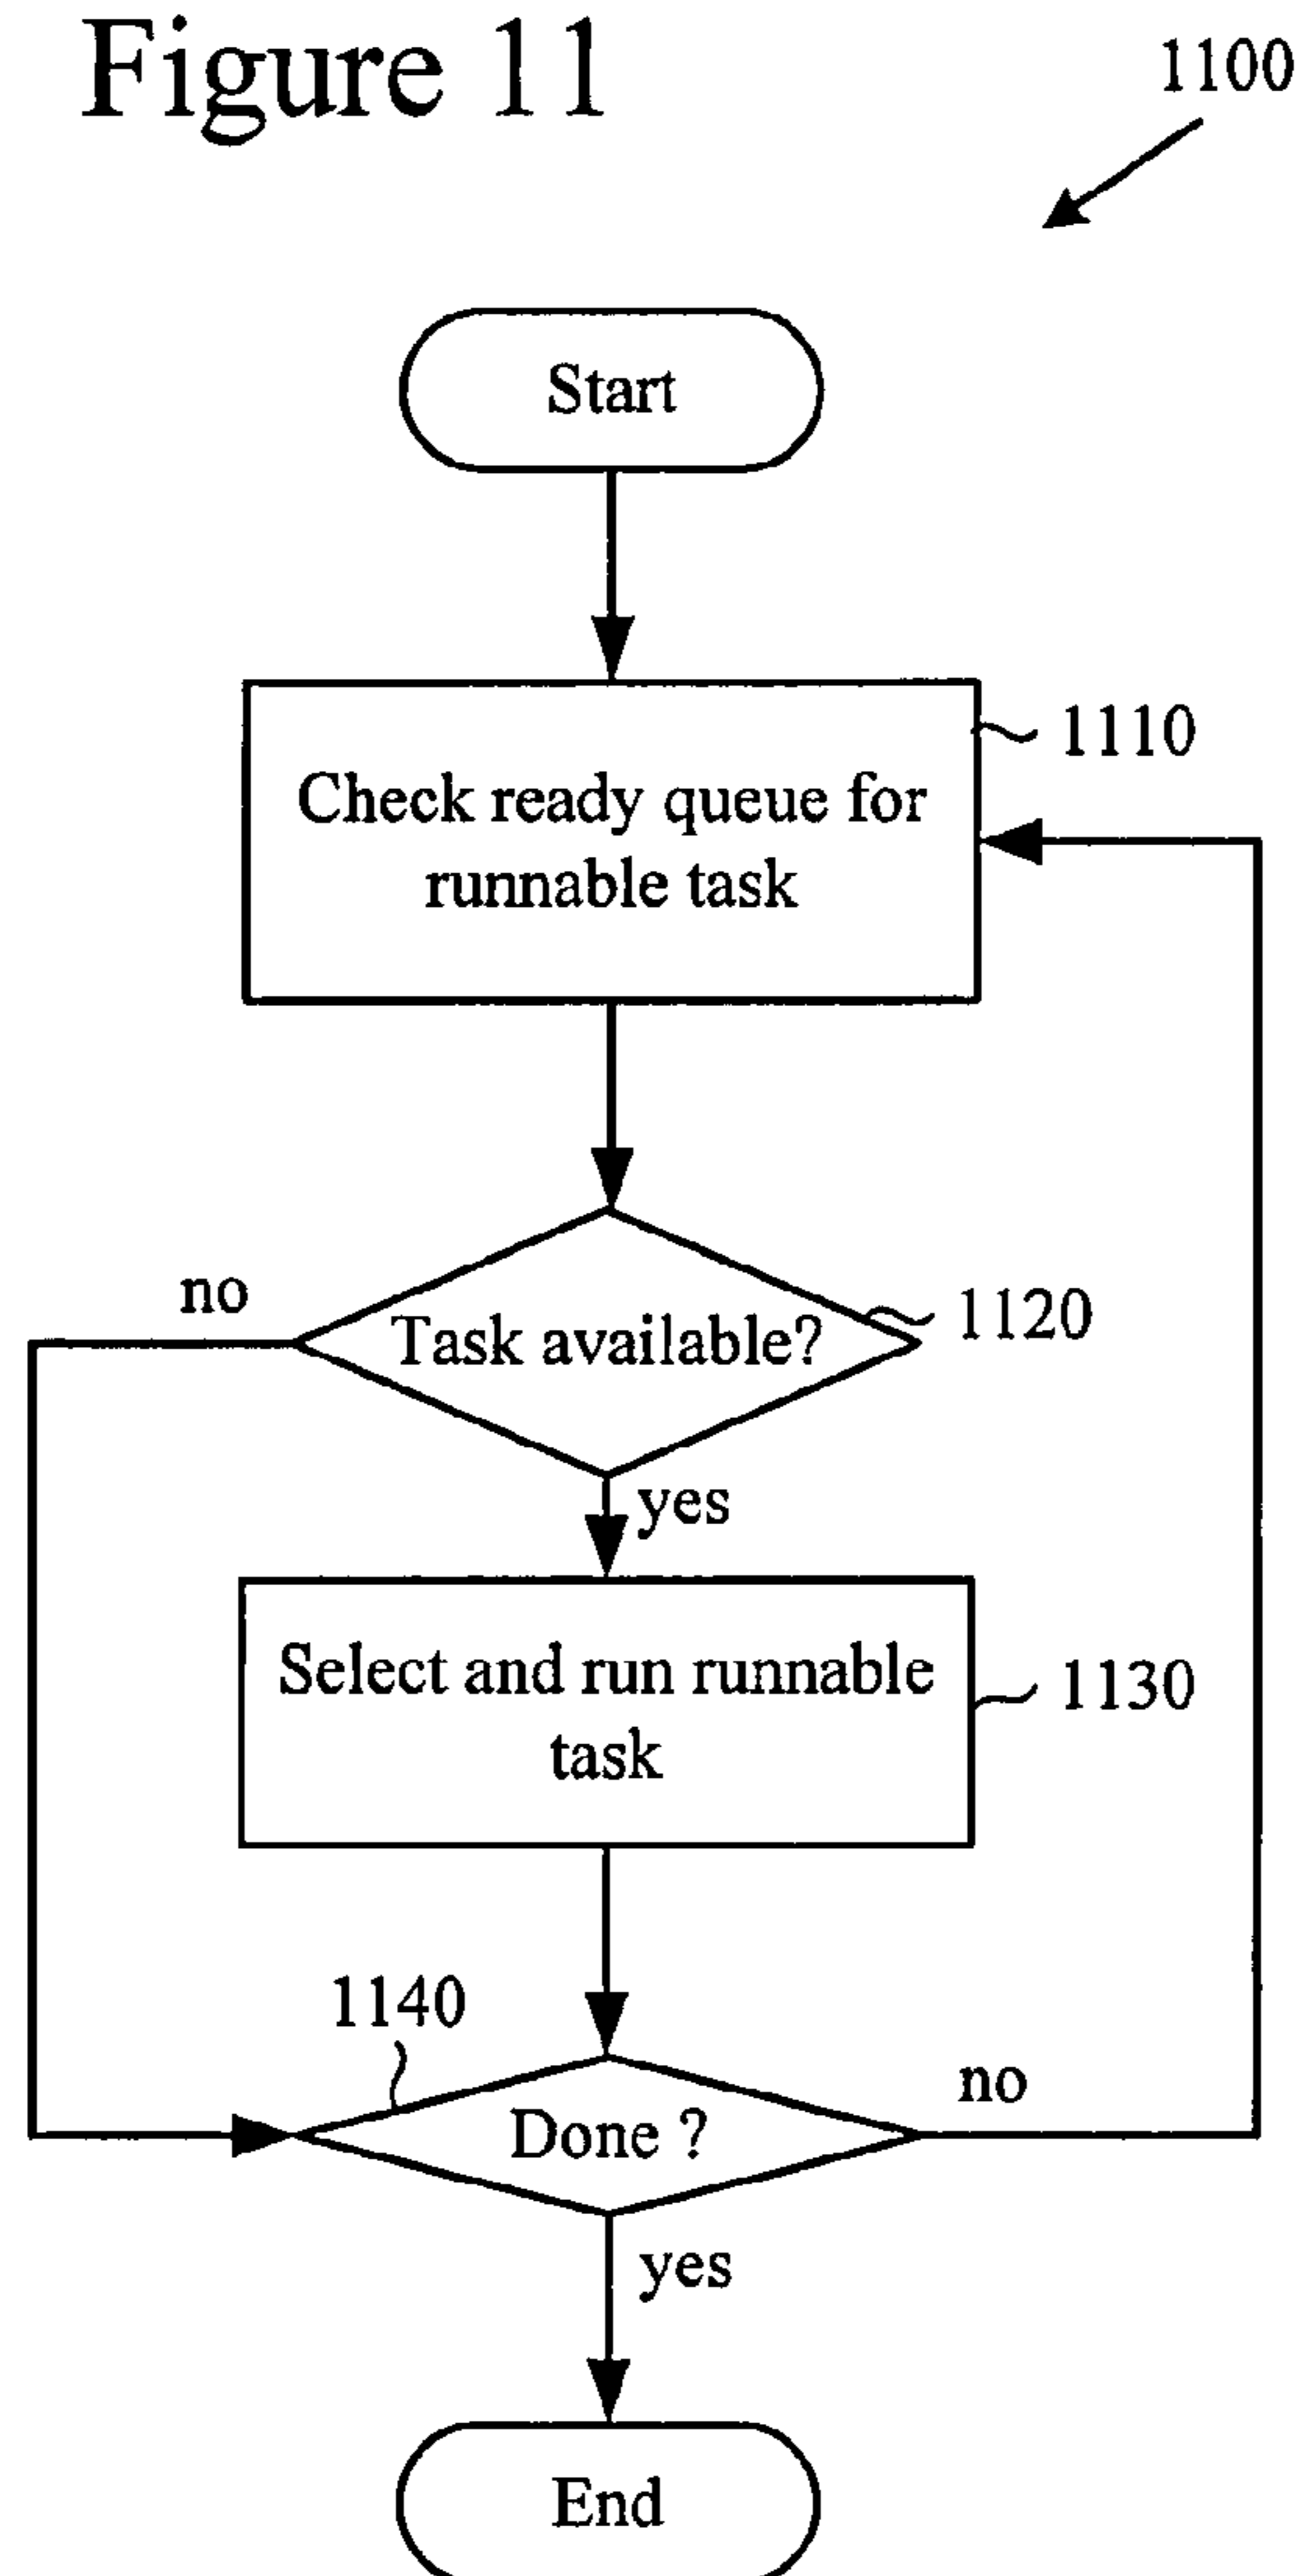 Figure 11
1100
Start
1110
Check ready queue for
runnable task
no
Task available?
1120
yes
Select and run runnable
task
1130
1140
Done ?
no
yes
End